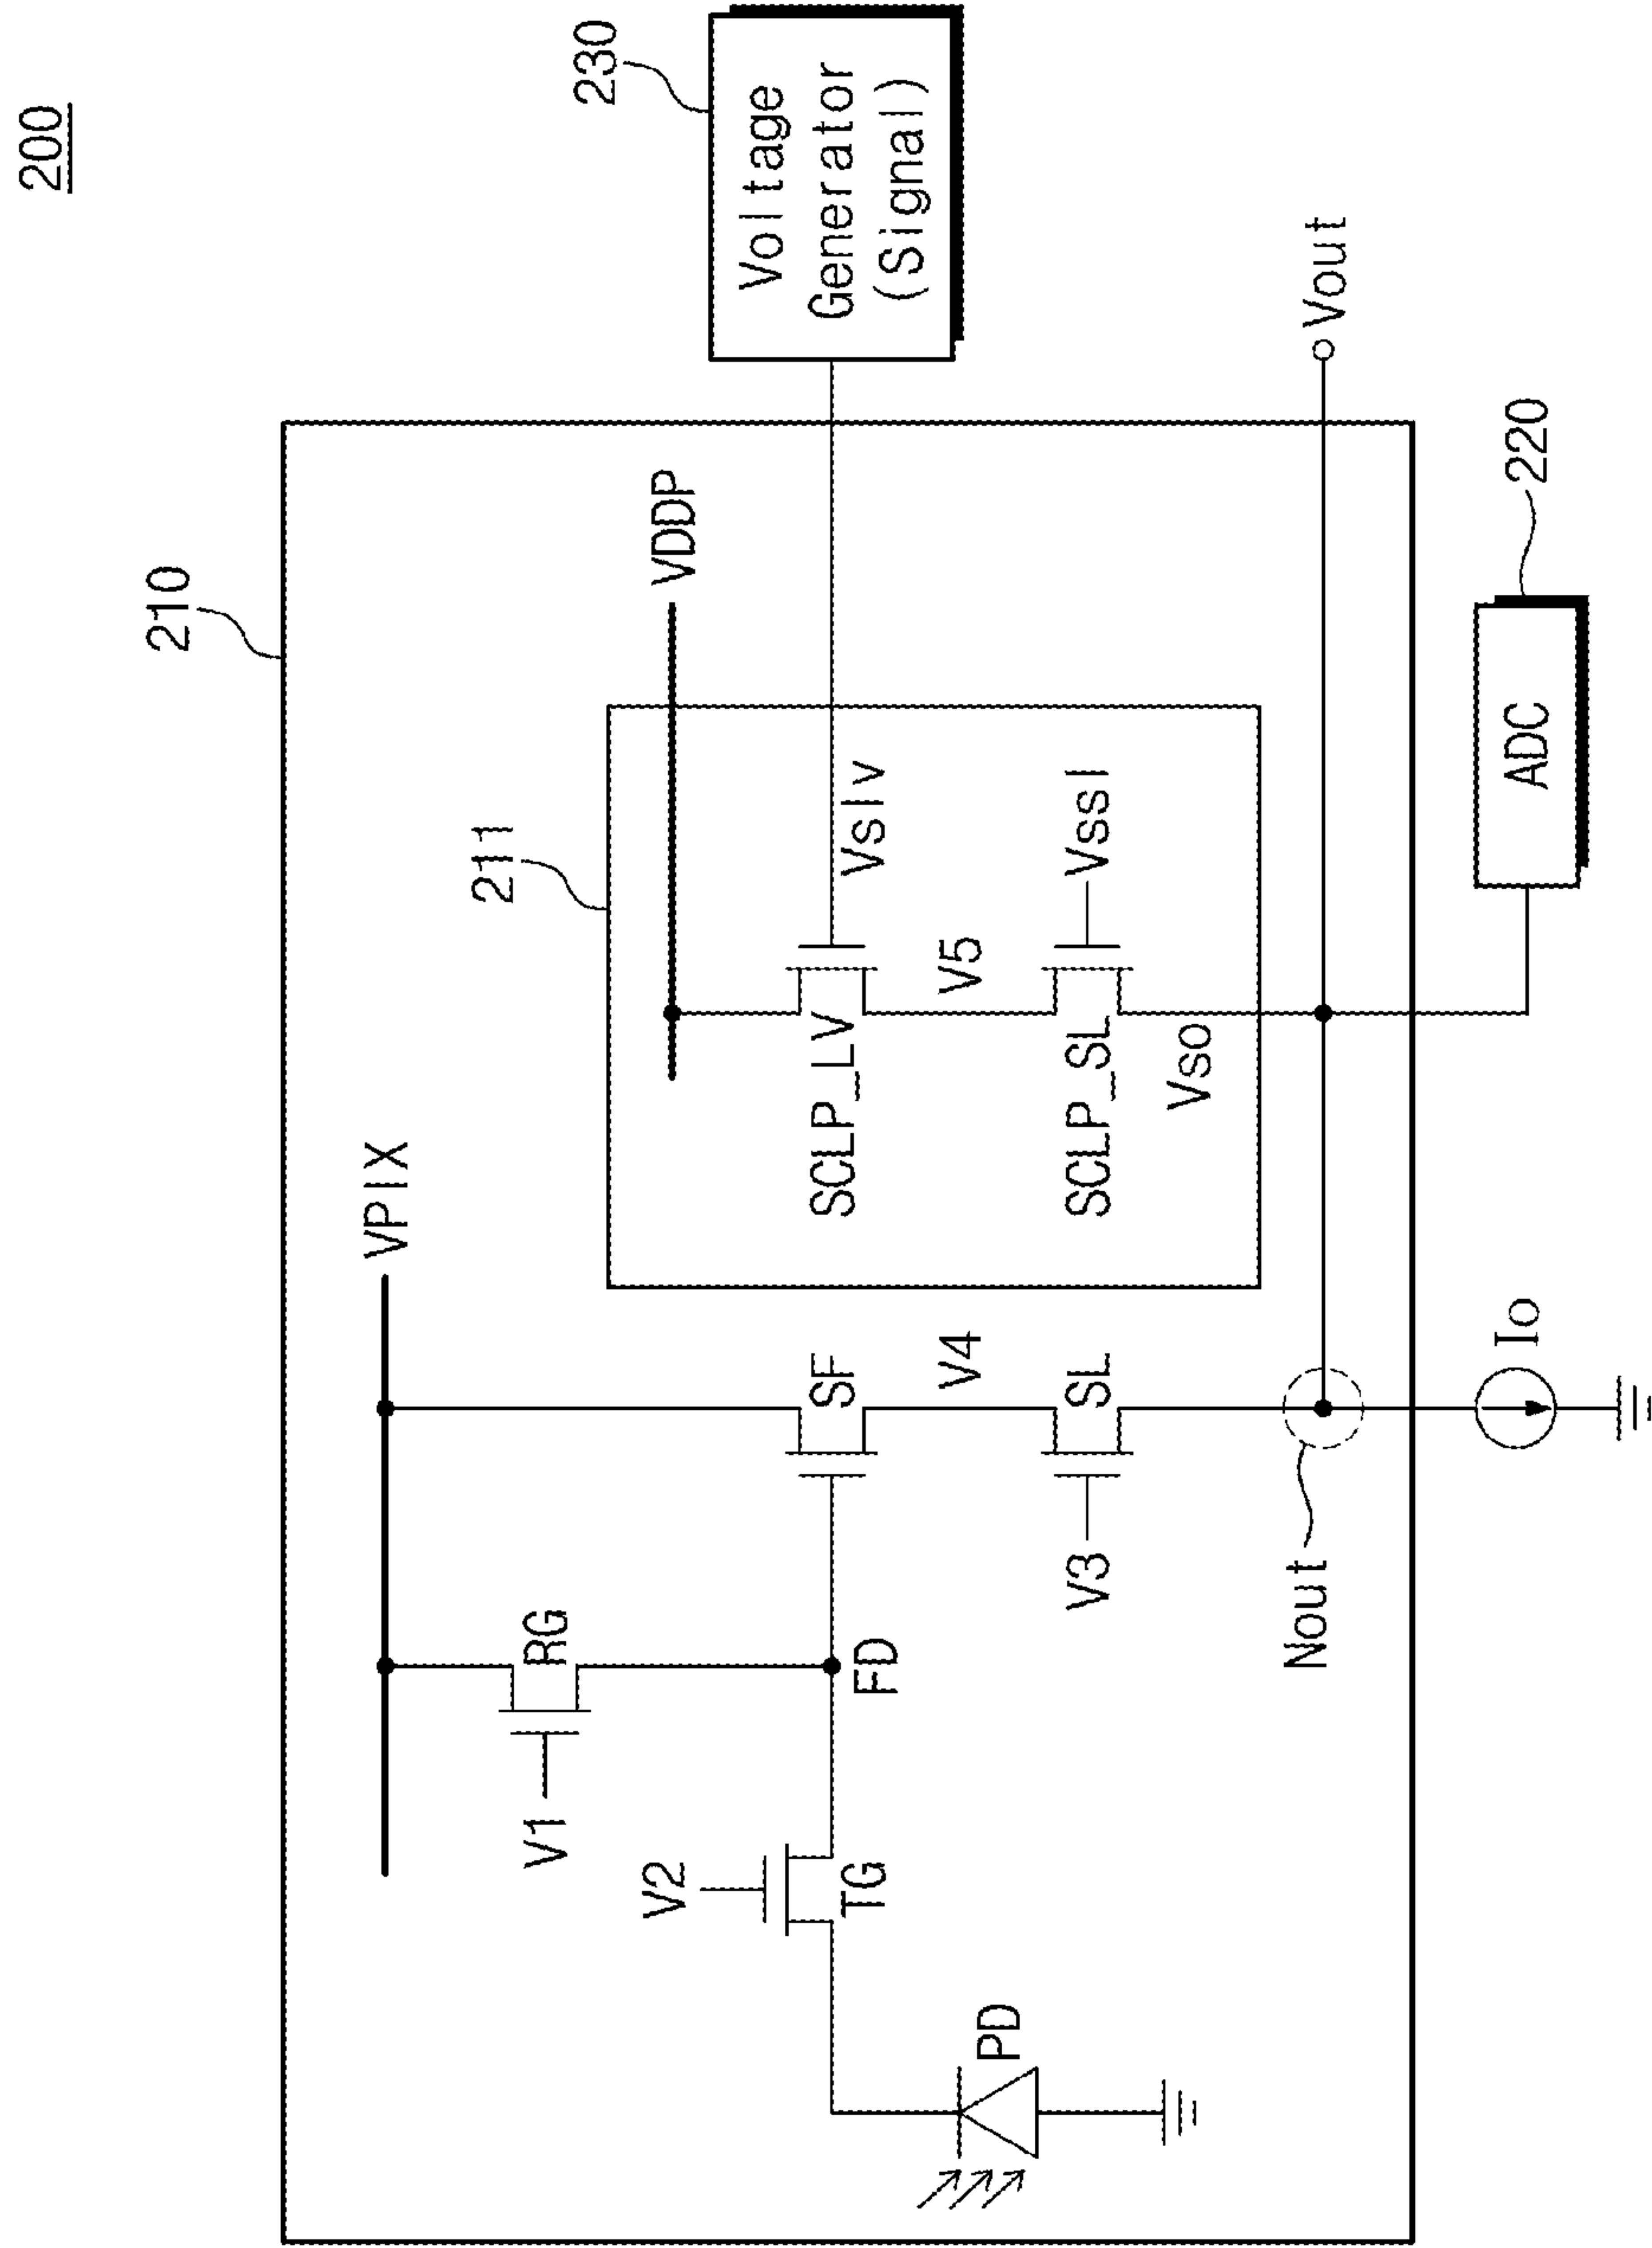 200
210
VPIX
VDDP
230
Voltage
Generator
(Signal)
211
V1
RG
V2
TG
FD
SF
SCLP_LV
Vslv
V4
V5
PD
V3
SL
SCLP_SL
Vssl
Vso
Nout
Vout
Io
ADC
220